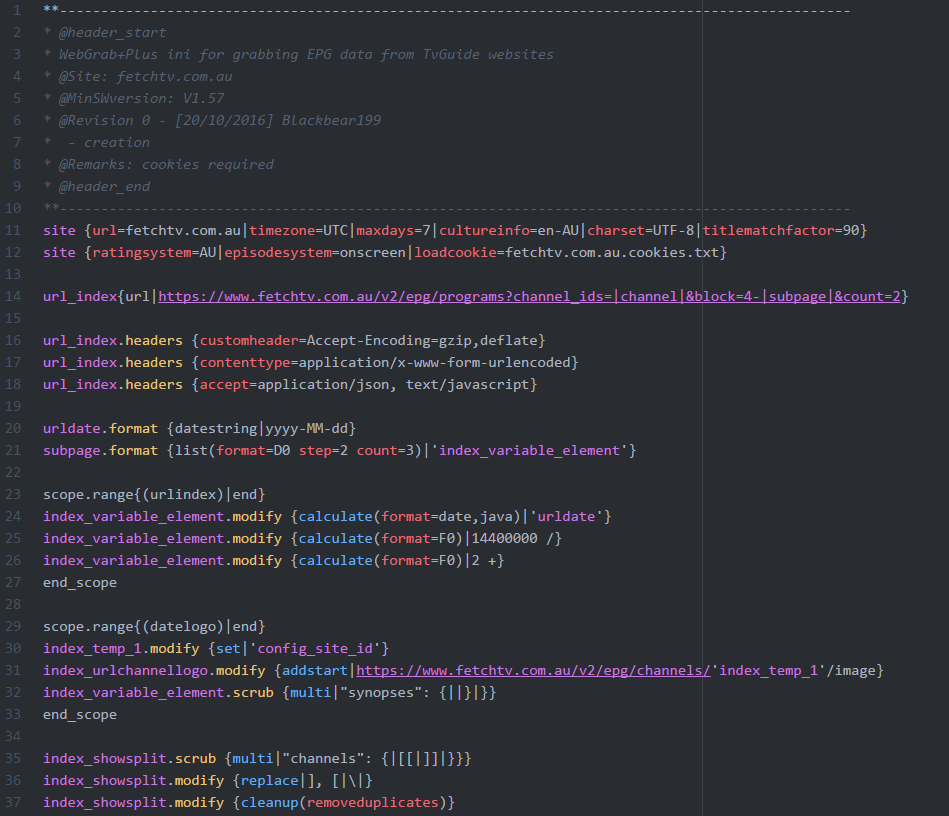 1 **------------------------------------------------------------------------------------------------
2 * @header_start
3 * WebGrab+Plus ini for grabbing EPG data from TvGuide websites
4 * @Site: fetchtv.com.au
5 * @MinSWversion: V1.57
6 * @Revision 0 - [20/10/2016] Blackbear199
7 *  - creation
8 * @Remarks: cookies required
9 * @header_end
10 **------------------------------------------------------------------------------------------------
11 site {url=fetchtv.com.au|timezone=UTC|maxdays=7|cultureinfo=en-AU|charset=UTF-8|titlematchfactor=90}
12 site {ratingsystem=AU|episodesystem=onscreen|loadcookie=fetchtv.com.au.cookies.txt}
13
14 url_index{url|https://www.fetchtv.com.au/v2/epg/programs?channel_ids=|channel|&block=4-|subpage|&count=2}
15
16 url_index.headers {customheader=Accept-Encoding=gzip,deflate}
17 url_index.headers {contenttype=application/x-www-form-urlencoded}
18 url_index.headers {accept=application/json, text/javascript}
19
20 urldate.format {datestring|yyyy-MM-dd}
21 subpage.format {list(format=D0 step=2 count=3)|'index_variable_element'}
22
23 scope.range{(urlindex)|end}
24 index_variable_element.modify {calculate(format=date,java)|'urldate'}
25 index_variable_element.modify {calculate(format=F0)|14400000 /}
26 index_variable_element.modify {calculate(format=F0)|2 +}
27 end_scope
28
29 scope.range{(datelogo)|end}
30 index_temp_1.modify {set|'config_site_id'}
31 index_urlchannellogo.modify {addstart|https://www.fetchtv.com.au/v2/epg/channels/'index_temp_1'/image}
32 index_variable_element.scrub {multi|"synopses": {||}|}}
33 end_scope
34
35 index_showsplit.scrub {multi|"channels": {|[[|]]|}}}
36 index_showsplit.modify {replace|], [|\|}
37 index_showsplit.modify {cleanup(removeduplicates)}